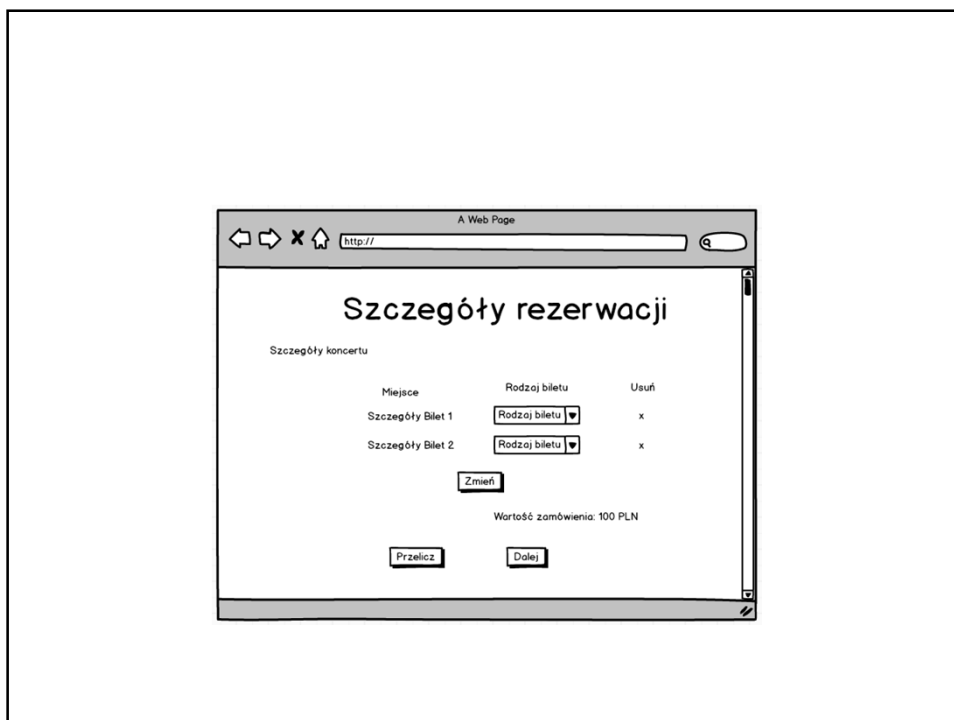 A Web Page
http://
Szczegóły rezerwacji
Szczegóły koncertu
Miejsce Rodzaj biletu Usuń
Szczegóły Bilet 1 Rodzaj biletu x
Szczegóły Bilet 2 Rodzaj biletu x
Zmień
Wartość zamówienia: 100 PLN
Przelicz Dalej